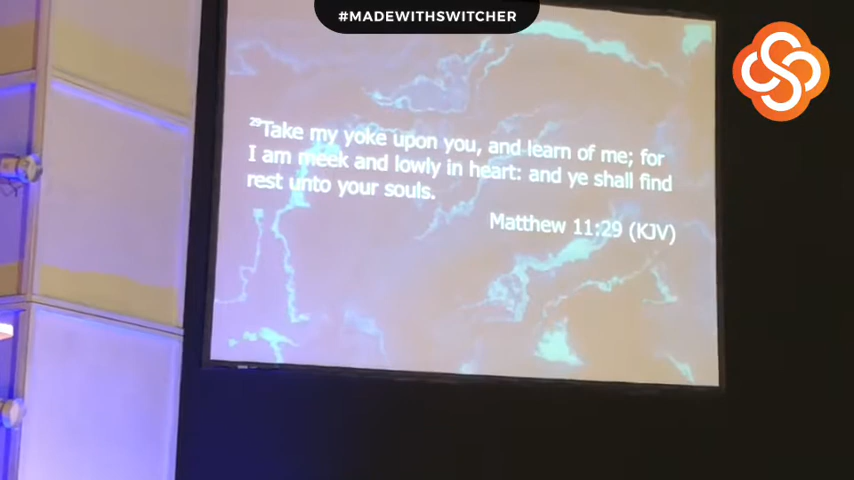 #MADEWITHSWITCHER
29Take my yoke upon you, and learn of me; for
I am meek and lowly in heart: and ye shall find
rest unto your souls.
Matthew 11:29 (KJV)